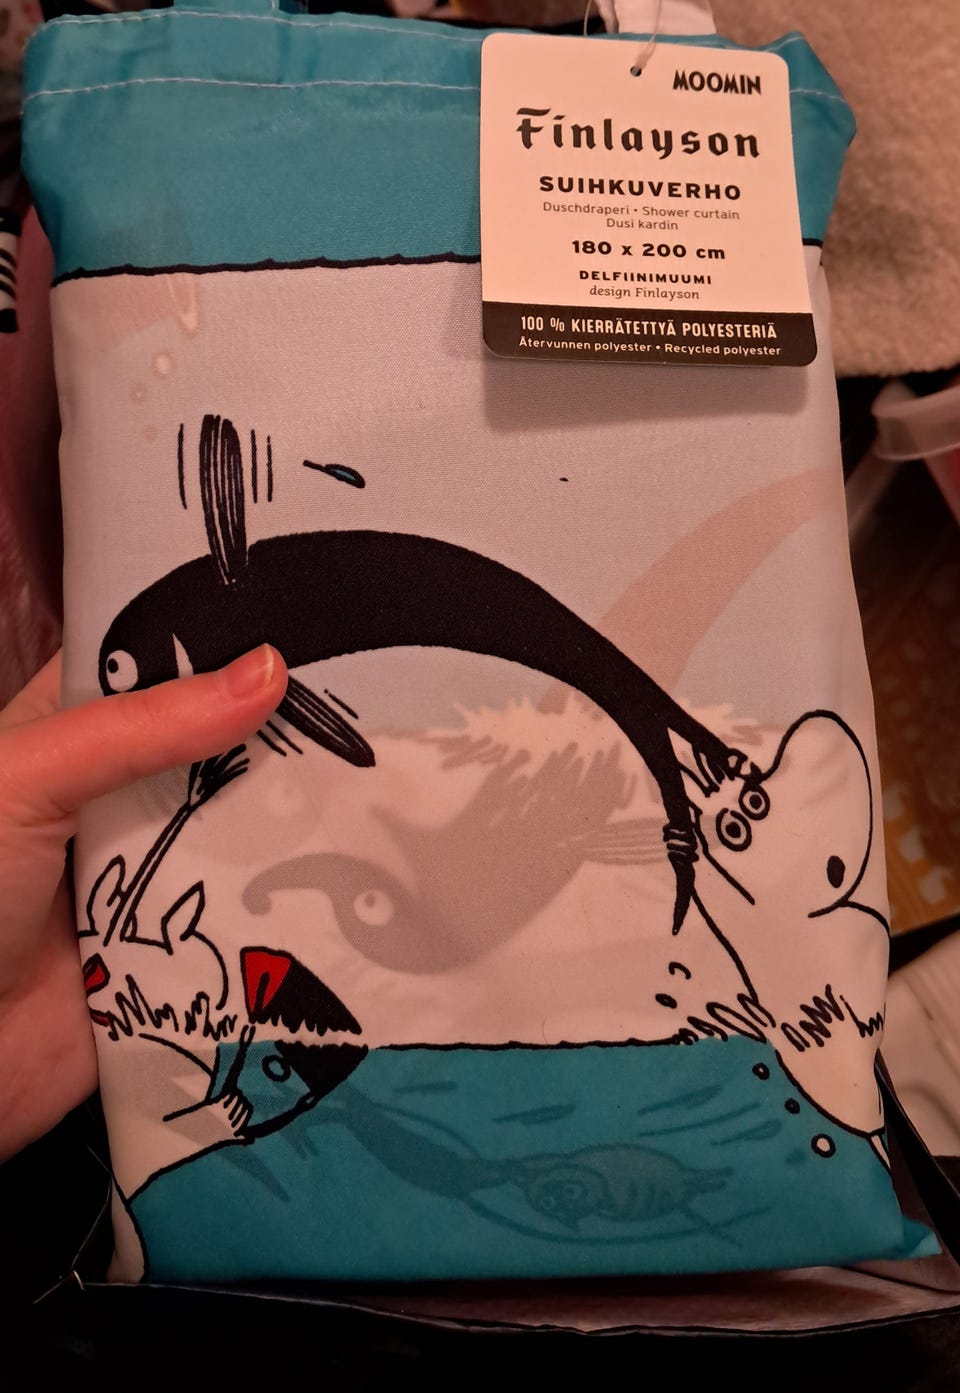 MOOMIN
Finlayson
SUIHKUVERHO
Duschdraperi • Shower curtain
Dusi kardin
180 x 200 cm
DELFIINIMUUMI
design Finlayson
100 % KIERRÄTETTYÄ POLYESTERIÄ
Återvunnen polyester • Recycled polyester